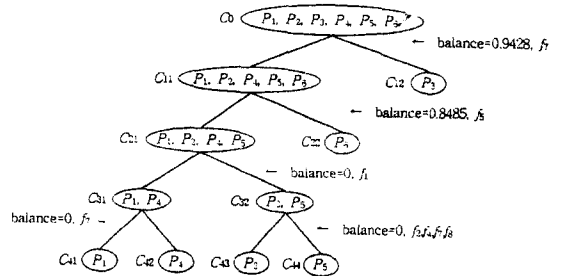 C0 P1, P2, P3, P4, P5, P6
← balance=0.9428, f7
C11 P1, P2, P4, P5, P6
C12 P3
← balance=0.8485, f5
C21 P1, P2, P4, P5
C22 P6
← balance=0, f1
C31 P1, P4
C32 P2, P5
balance=0, f7
← balance=0, f2f4f7f8
C41 P1
C42 P4
C43 P2
C44 P5